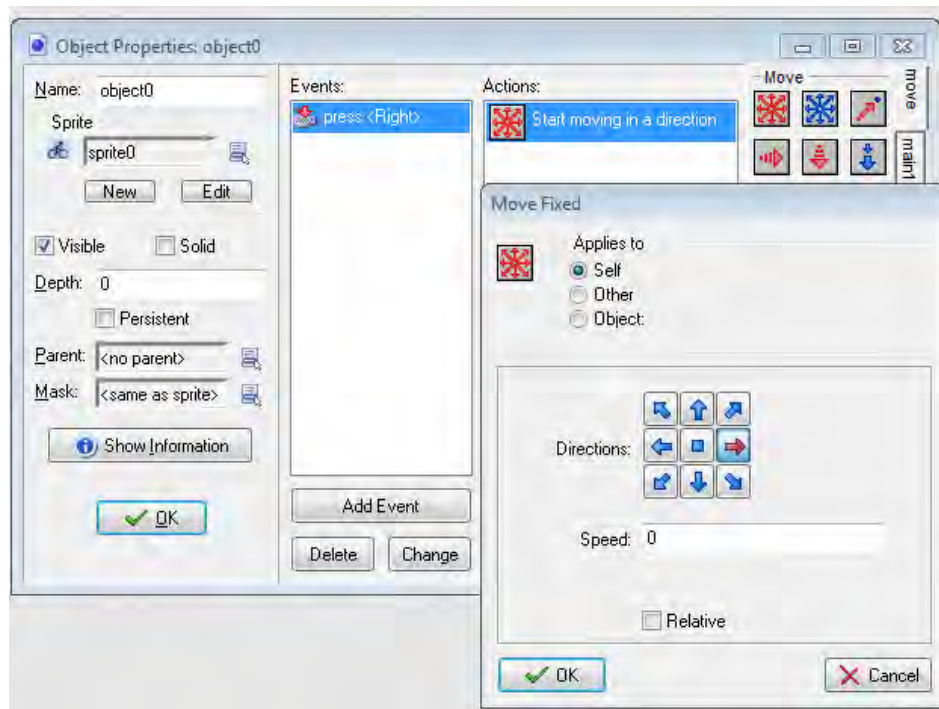 Object Properties: object0
Name: object0
Sprite
sprite0
New Edit
Visible Solid
Depth: 0
Persistent
Parent: <no parent>
Mask: <same as sprite>
Show Information
OK
Events:
press <Right>
Add Event
Delete Change
Actions:
Start moving in a direction
Move
move
main1
Move Fixed
Applies to
Self
Other
Object:
Directions:
Speed: 0
Relative
OK Cancel